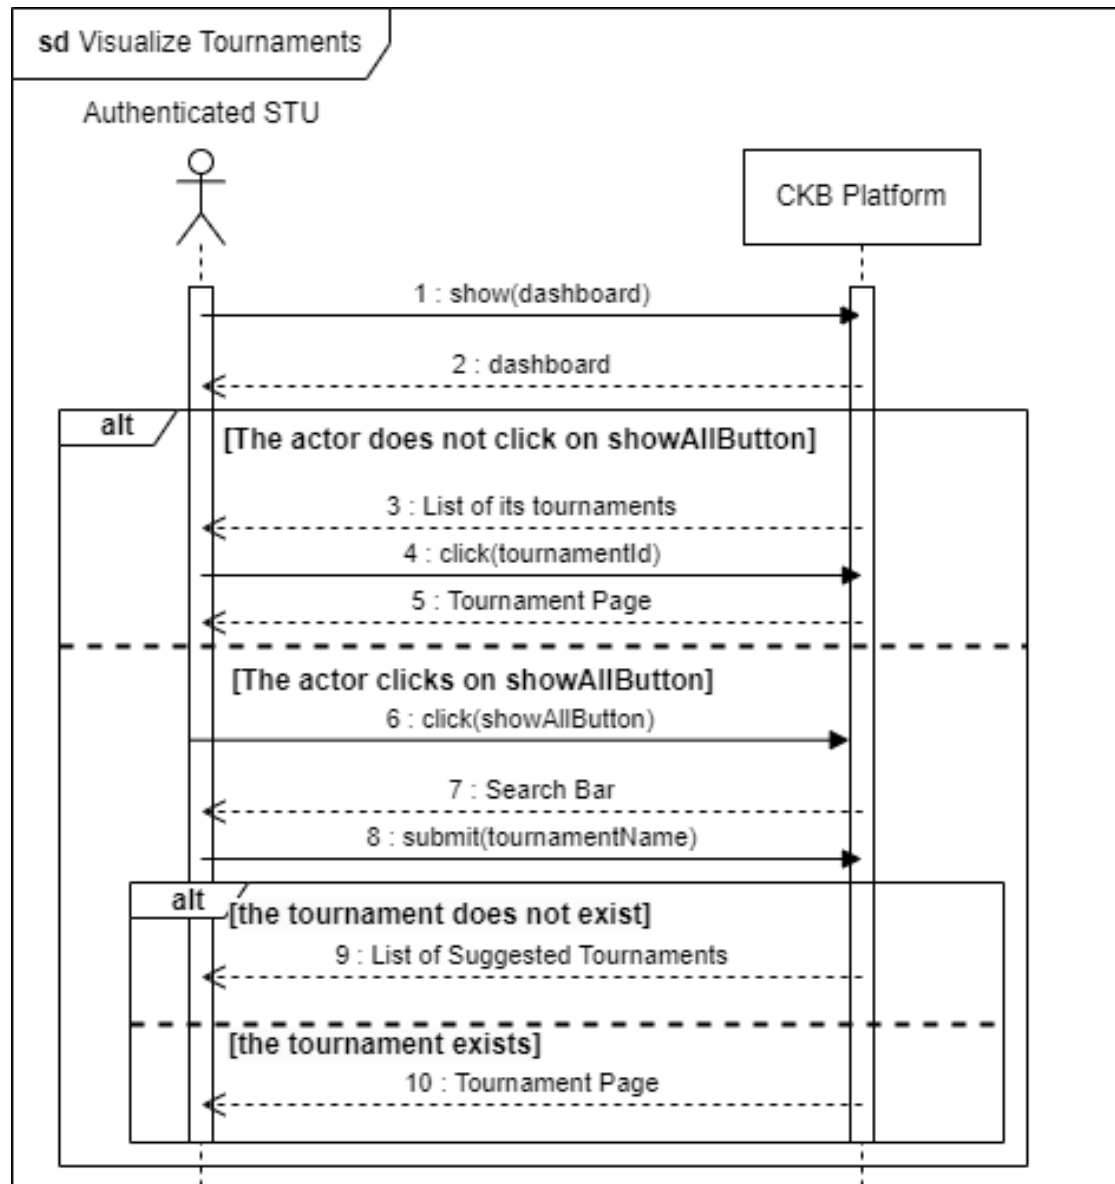 sd Visualize Tournaments
Authenticated STU
CKB Platform
1 : show(dashboard)
2 : dashboard
alt
[The actor does not click on showAllButton]
3 : List of its tournaments
4 : click(tournamentId)
5 : Tournament Page
[The actor clicks on showAllButton]
6 : click(showAllButton)
7 : Search Bar
8 : submit(tournamentName)
alt
[the tournament does not exist]
9 : List of Suggested Tournaments
[the tournament exists]
10 : Tournament Page